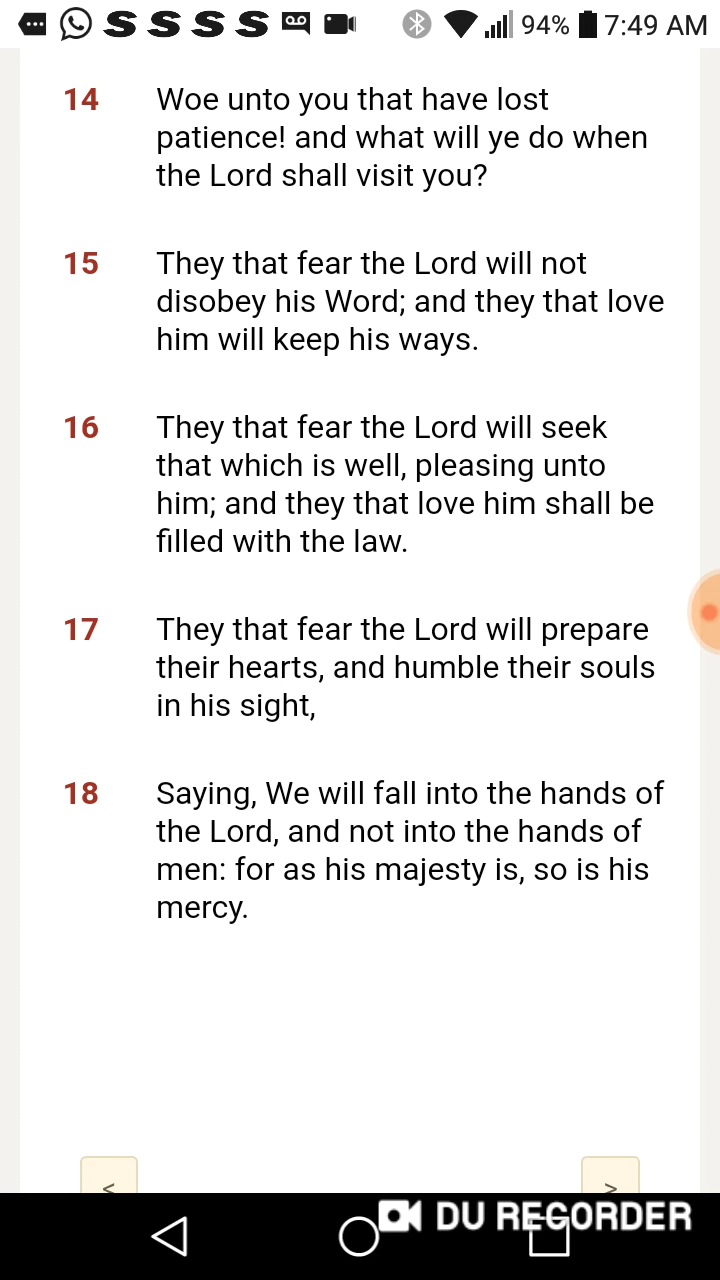 S S S S 94% 7:49 AM
14 Woe unto you that have lost
patience! and what will ye do when
the Lord shall visit you?
15 They that fear the Lord will not
disobey his Word; and they that love
him will keep his ways.
16 They that fear the Lord will seek
that which is well, pleasing unto
him; and they that love him shall be
filled with the law.
17 They that fear the Lord will prepare
their hearts, and humble their souls
in his sight,
18 Saying, We will fall into the hands of
the Lord, and not into the hands of
men: for as his majesty is, so is his
mercy.
< >
DU RECORDER